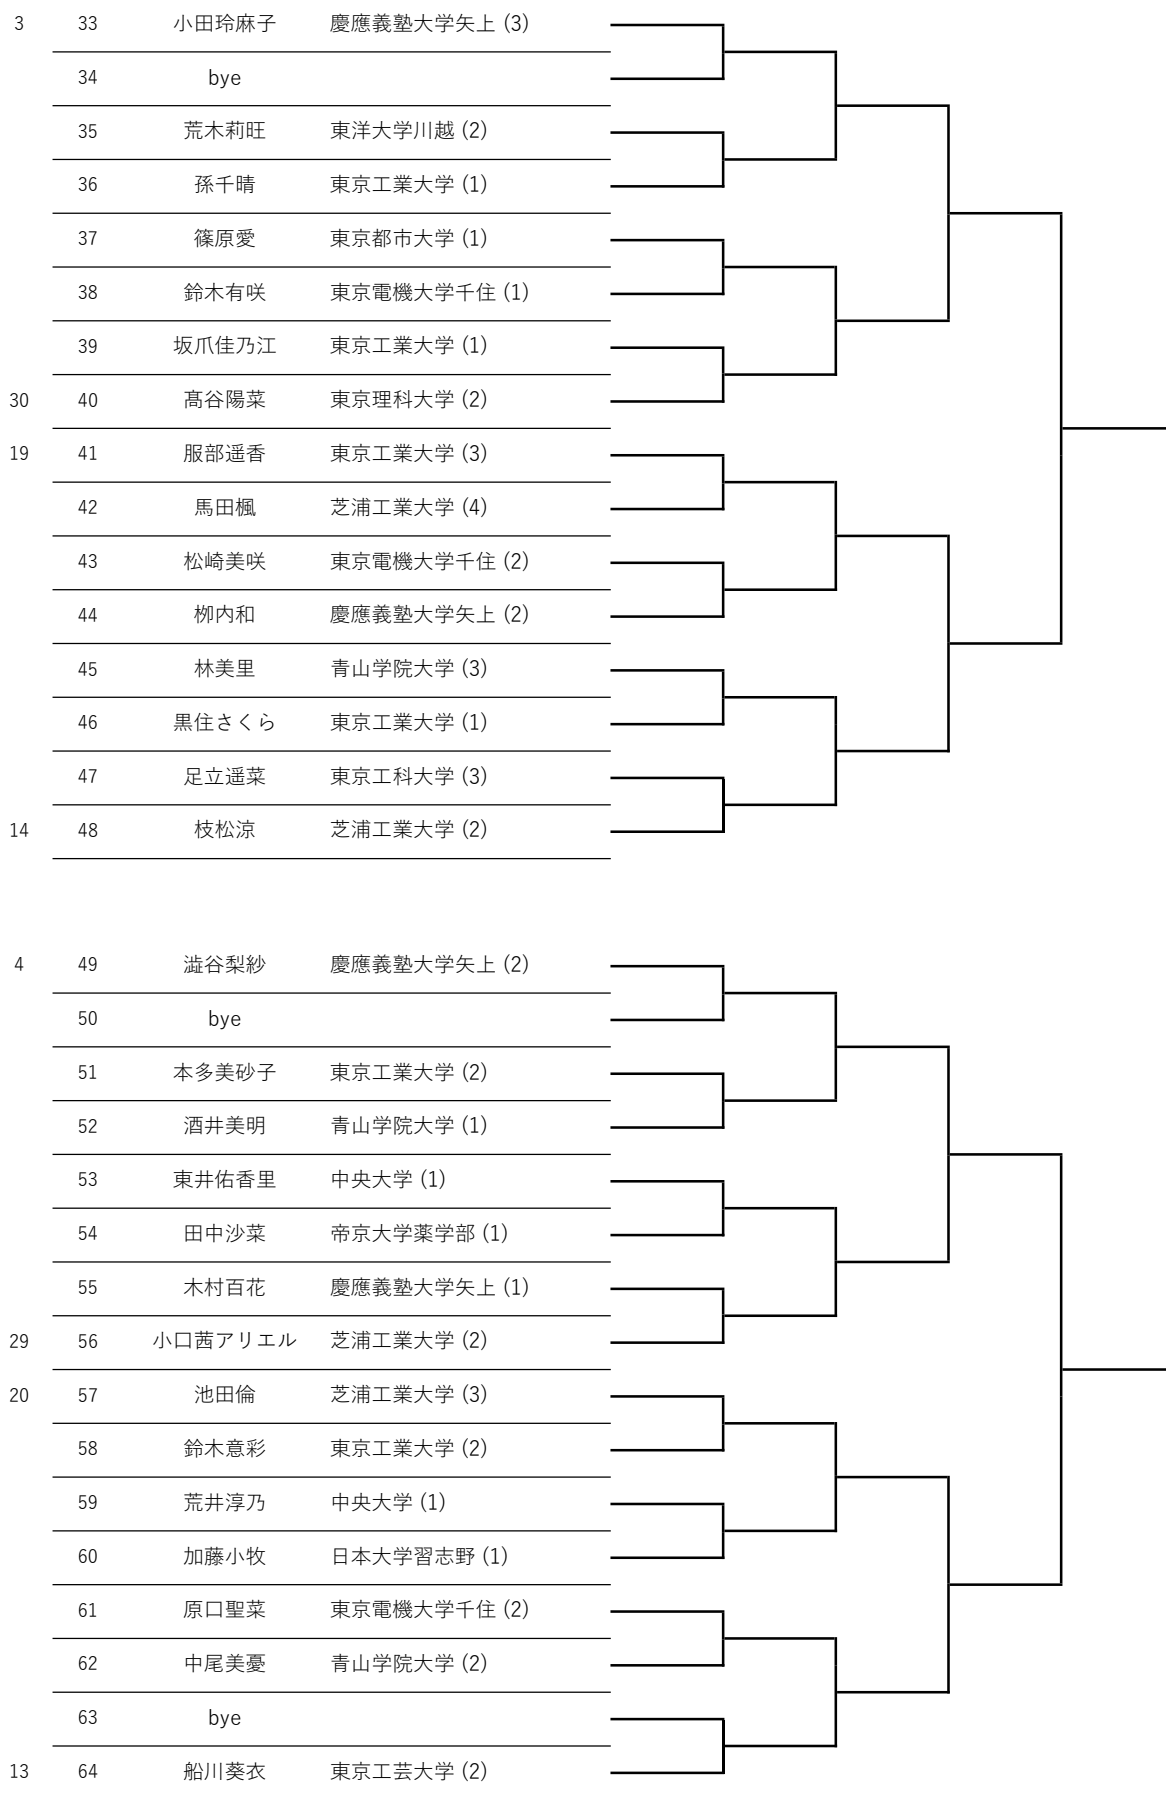 3 33 小田玲麻子 慶應義塾大学矢上 (3)
34 bye
35 荒木莉旺 東洋大学川越 (2)
36 孫千晴 東京工業大学 (1)
37 篠原愛 東京都市大学 (1)
38 鈴木有咲 東京電機大学千住 (1)
39 坂爪佳乃江 東京工業大学 (1)
30 40 髙谷陽菜 東京理科大学 (2)
19 41 服部遥香 東京工業大学 (3)
42 馬田楓 芝浦工業大学 (4)
43 松崎美咲 東京電機大学千住 (2)
44 栁内和 慶應義塾大学矢上 (2)
45 林美里 青山学院大学 (3)
46 黒住さくら 東京工業大学 (1)
47 足立遥菜 東京工科大学 (3)
14 48 枝松涼 芝浦工業大学 (2)
4 49 澁谷梨紗 慶應義塾大学矢上 (2)
50 bye
51 本多美砂子 東京工業大学 (2)
52 酒井美明 青山学院大学 (1)
53 東井佑香里 中央大学 (1)
54 田中沙菜 帝京大学薬学部 (1)
55 木村百花 慶應義塾大学矢上 (1)
29 56 小口茜アリエル 芝浦工業大学 (2)
20 57 池田倫 芝浦工業大学 (3)
58 鈴木意彩 東京工業大学 (2)
59 荒井淳乃 中央大学 (1)
60 加藤小牧 日本大学習志野 (1)
61 原口聖菜 東京電機大学千住 (2)
62 中尾美憂 青山学院大学 (2)
63 bye
13 64 船川葵衣 東京工芸大学 (2)